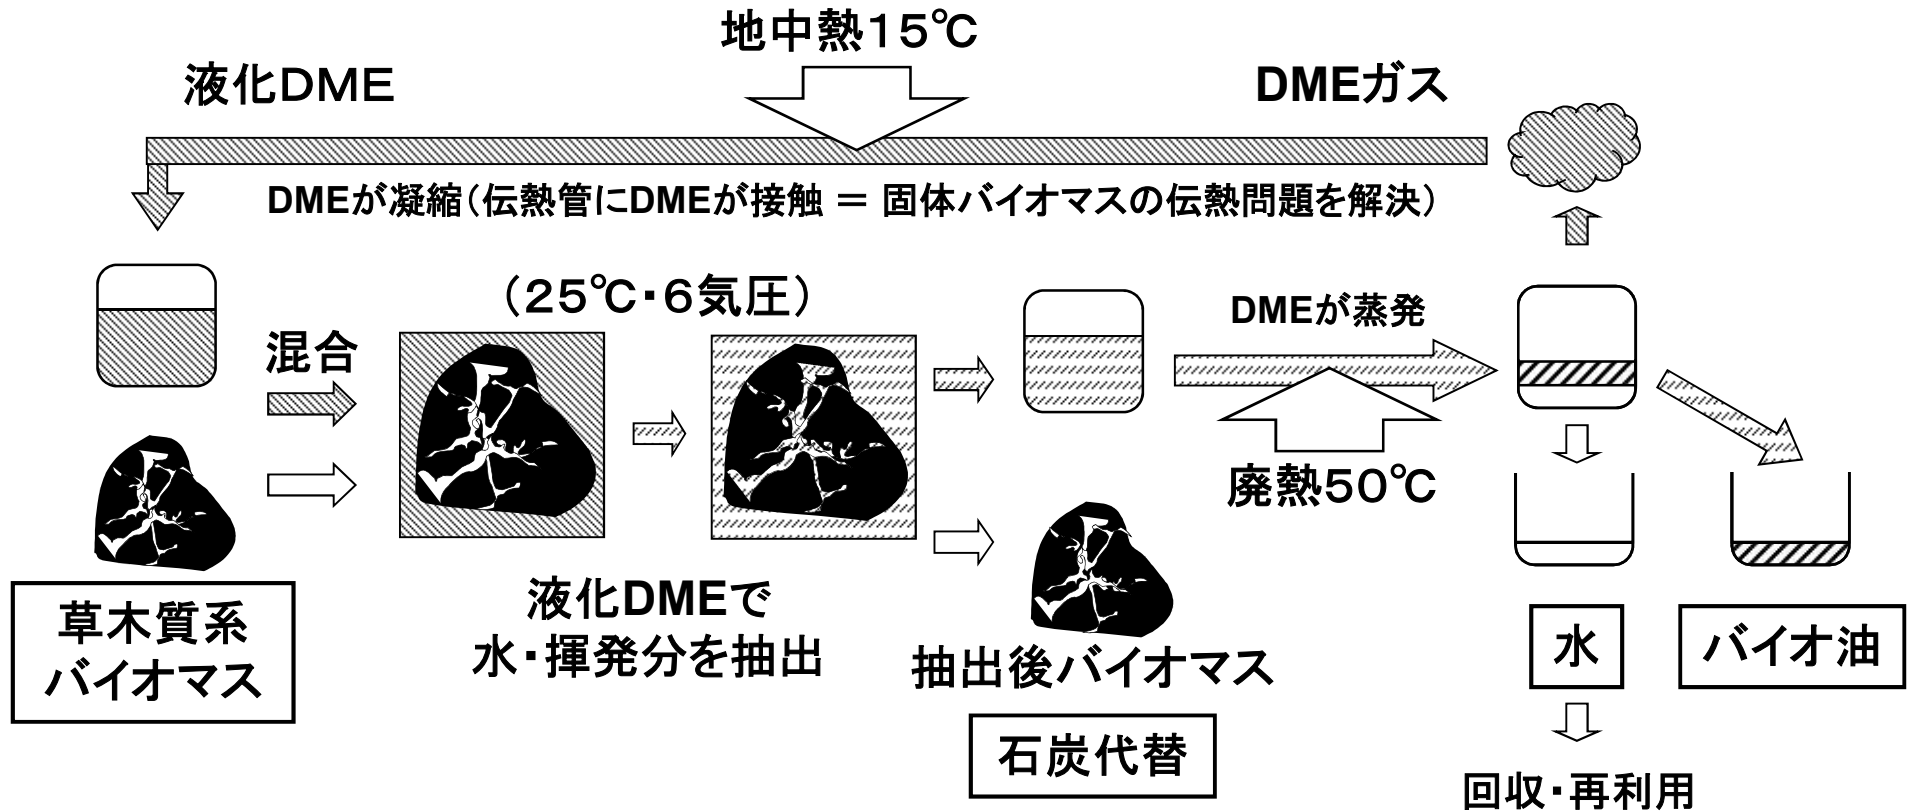 地中熱15℃
液化DME
DMEガス
DMEが凝縮（伝熱管にDMEが接触 ＝ 固体バイオマスの伝熱問題を解決）
（25℃・6気圧）
DMEが蒸発
混合
廃熱50℃
草木質系
バイオマス
液化DMEで
水・揮発分を抽出
抽出後バイオマス
石炭代替
水
バイオ油
回収・再利用